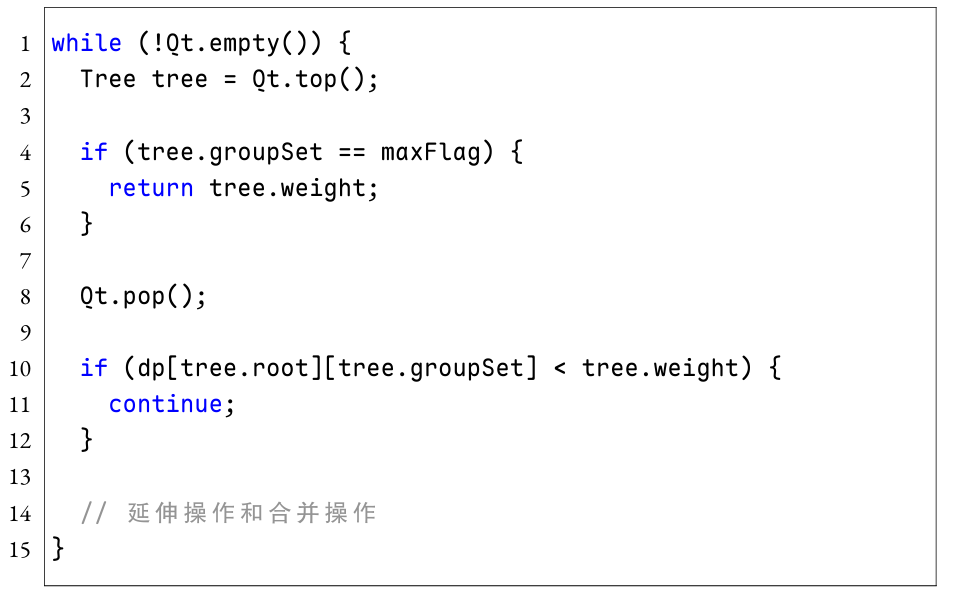 1 while (!Qt.empty()) {
2   Tree tree = Qt.top();
3
4   if (tree.groupSet == maxFlag) {
5     return tree.weight;
6   }
7
8   Qt.pop();
9
10   if (dp[tree.root][tree.groupSet] < tree.weight) {
11     continue;
12   }
13
14   // 延伸操作和合并操作
15 }